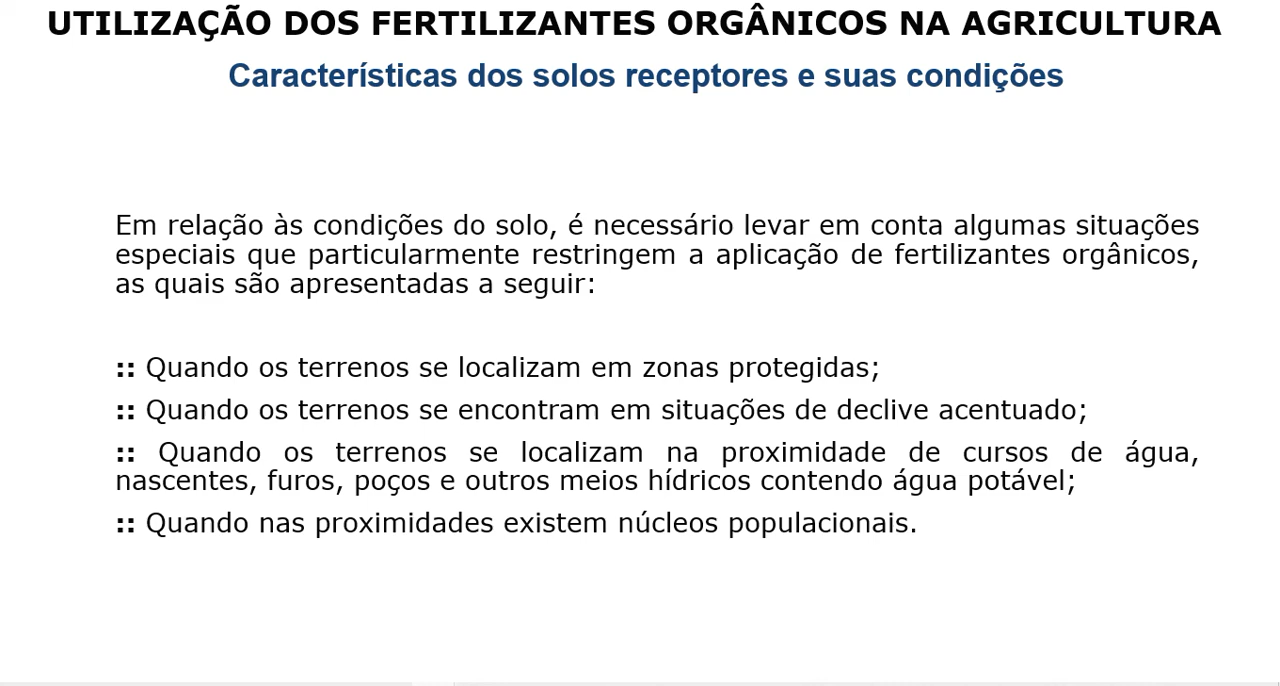 UTILIZAÇÃO DOS FERTILIZANTES ORGÂNICOS NA AGRICULTURA
Características dos solos receptores e suas condições
Em relação às condições do solo, é necessário levar em conta algumas situações
especiais que particularmente restringem a aplicação de fertilizantes orgânicos,
as quais são apresentadas a seguir:
:: Quando os terrenos se localizam em zonas protegidas;
:: Quando os terrenos se encontram em situações de declive acentuado;
:: Quando os terrenos se localizam na proximidade de cursos de água,
nascentes, furos, poços e outros meios hídricos contendo água potável;
:: Quando nas proximidades existem núcleos populacionais.